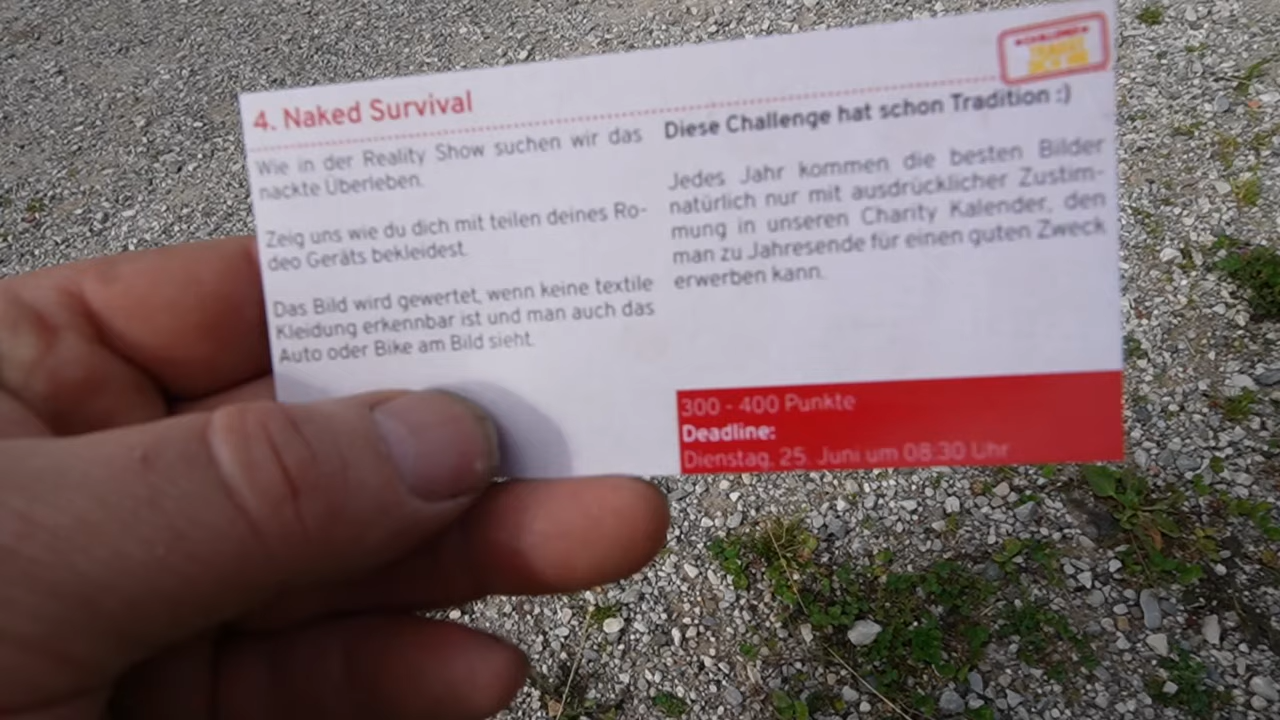 4. Naked Survival
Wie in der Reality Show suchen wir das
nackte Überleben.
Zeig uns wie du dich mit teilen deines Ro-
deo Geräts bekleidest.
Das Bild wird gewertet, wenn keine textile
Kleidung erkennbar ist und man auch das
Auto oder Bike am Bild sieht.
Diese Challenge hat schon Tradition :)
Jedes Jahr kommen die besten Bilder
natürlich nur mit ausdrücklicher Zustim-
mung in unseren Charity Kalender, den
man zu Jahresende für einen guten Zweck
erwerben kann.
300 - 400 Punkte
Deadline:
Dienstag, 25. Juni um 08:30 Uhr